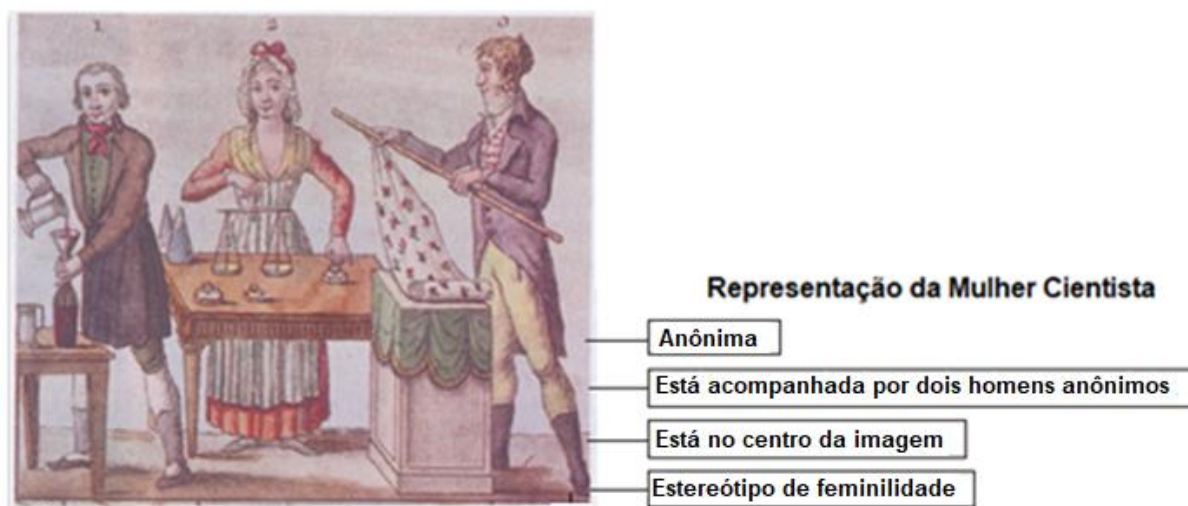 1 2 3
Representação da Mulher Cientista
Anônima
Está acompanhada por dois homens anônimos
Está no centro da imagem
Estereótipo de feminilidade